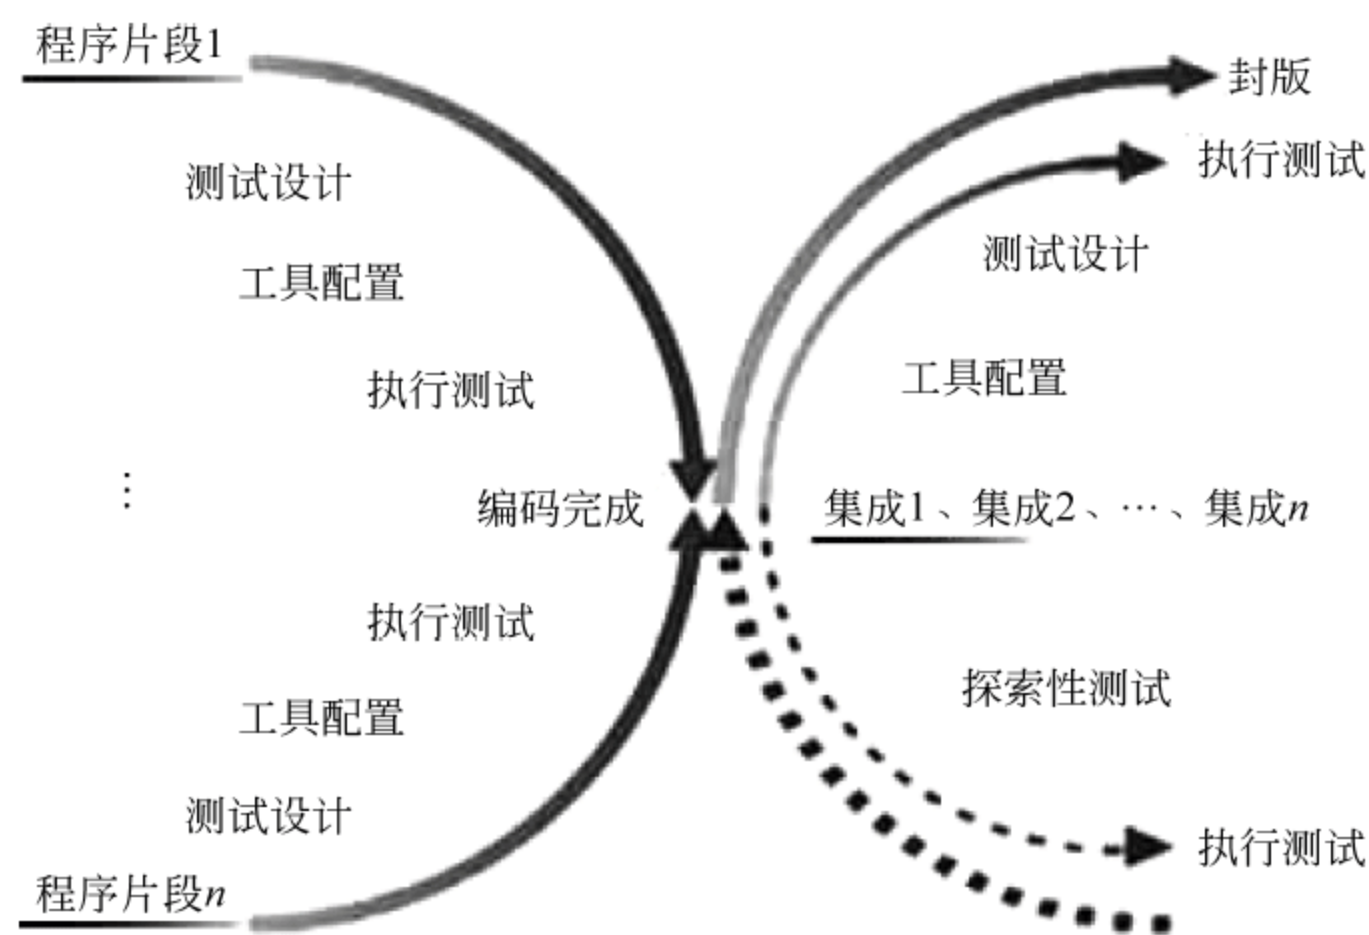 程序片段1
测试设计
工具配置
执行测试
⋮
编码完成
执行测试
工具配置
测试设计
程序片段n
封版
执行测试
测试设计
工具配置
集成1、集成2、…、集成n
探索性测试
执行测试